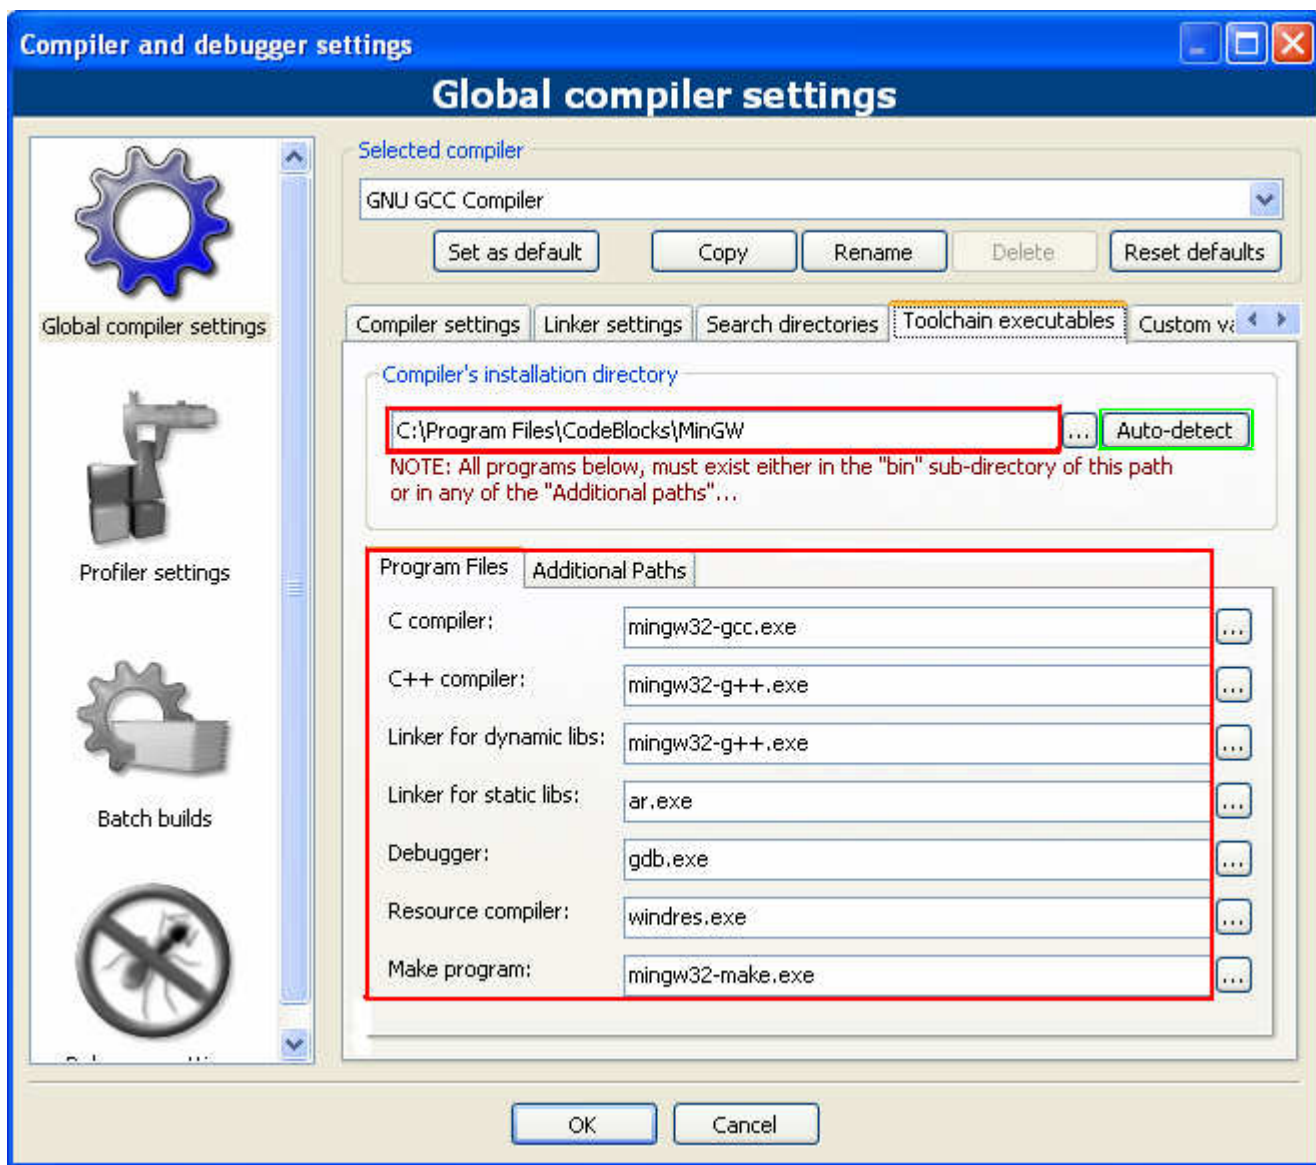 Compiler and debugger settings
Global compiler settings
Global compiler settings
Profiler settings
Batch builds
Selected compiler
GNU GCC Compiler
Set as default Copy Rename Delete Reset defaults
Compiler settings Linker settings Search directories Toolchain executables Custom va
Compiler's installation directory
C:\Program Files\CodeBlocks\MinGW ... Auto-detect
NOTE: All programs below, must exist either in the "bin" sub-directory of this path
or in any of the "Additional paths"...
Program Files Additional Paths
C compiler: mingw32-gcc.exe ...
C++ compiler: mingw32-g++.exe ...
Linker for dynamic libs: mingw32-g++.exe ...
Linker for static libs: ar.exe ...
Debugger: gdb.exe ...
Resource compiler: windres.exe ...
Make program: mingw32-make.exe ...
OK Cancel